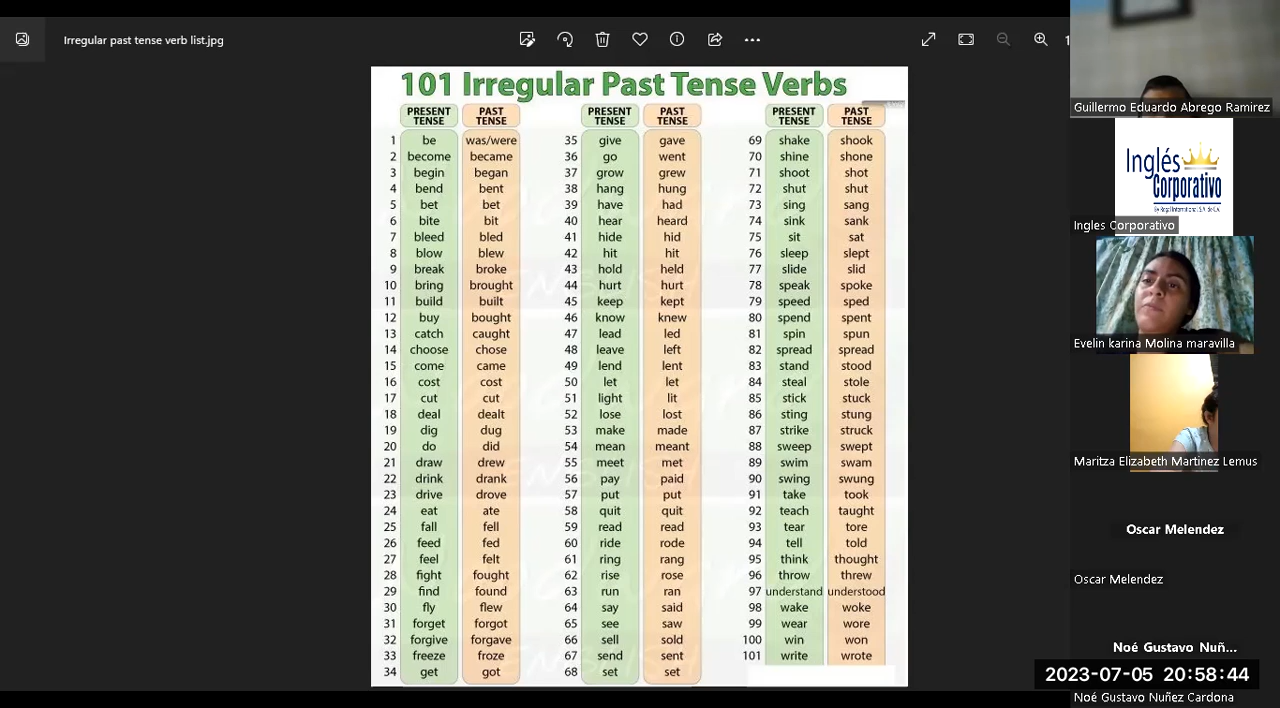 Irregular past tense verb list.jpg
1
101 Irregular Past Tense Verbs
PRESENT TENSE PAST TENSE PRESENT TENSE PAST TENSE PRESENT TENSE PAST TENSE
1 be was/were 35 give gave 69 shake shook
2 become became 36 go went 70 shine shone
3 begin began 37 grow grew 71 shoot shot
4 bend bent 38 hang hung 72 shut shut
5 bet bet 39 have had 73 sing sang
6 bite bit 40 hear heard 74 sink sank
7 bleed bled 41 hide hid 75 sit sat
8 blow blew 42 hit hit 76 sleep slept
9 break broke 43 hold held 77 slide slid
10 bring brought 44 hurt hurt 78 speak spoke
11 build built 45 keep kept 79 speed sped
12 buy bought 46 know knew 80 spend spent
13 catch caught 47 lead led 81 spin spun
14 choose chose 48 leave left 82 spread spread
15 come came 49 lend lent 83 stand stood
16 cost cost 50 let let 84 steal stole
17 cut cut 51 light lit 85 stick stuck
18 deal dealt 52 lose lost 86 sting stung
19 dig dug 53 make made 87 strike struck
20 do did 54 mean meant 88 sweep swept
21 draw drew 55 meet met 89 swim swam
22 drink drank 56 pay paid 90 swing swung
23 drive drove 57 put put 91 take took
24 eat ate 58 quit quit 92 teach taught
25 fall fell 59 read read 93 tear tore
26 feed fed 60 ride rode 94 tell told
27 feel felt 61 ring rang 95 think thought
28 fight fought 62 rise rose 96 throw threw
29 find found 63 run ran 97 understand understood
30 fly flew 64 say said 98 wake woke
31 forget forgot 65 see saw 99 wear wore
32 forgive forgave 66 sell sold 100 win won
33 freeze froze 67 send sent 101 write wrote
34 get got 68 set set
Guillermo Eduardo Abrego Ramirez
Inglés
Corporativo
Ingles Corporativo
Evelin karina Molina maravilla
Maritza Elizabeth Martinez Lemus
Oscar Melendez
Oscar Melendez
Noé Gustavo Nuñ...
2023-07-05 20:58:44
Noé Gustavo Nuñez Cardona